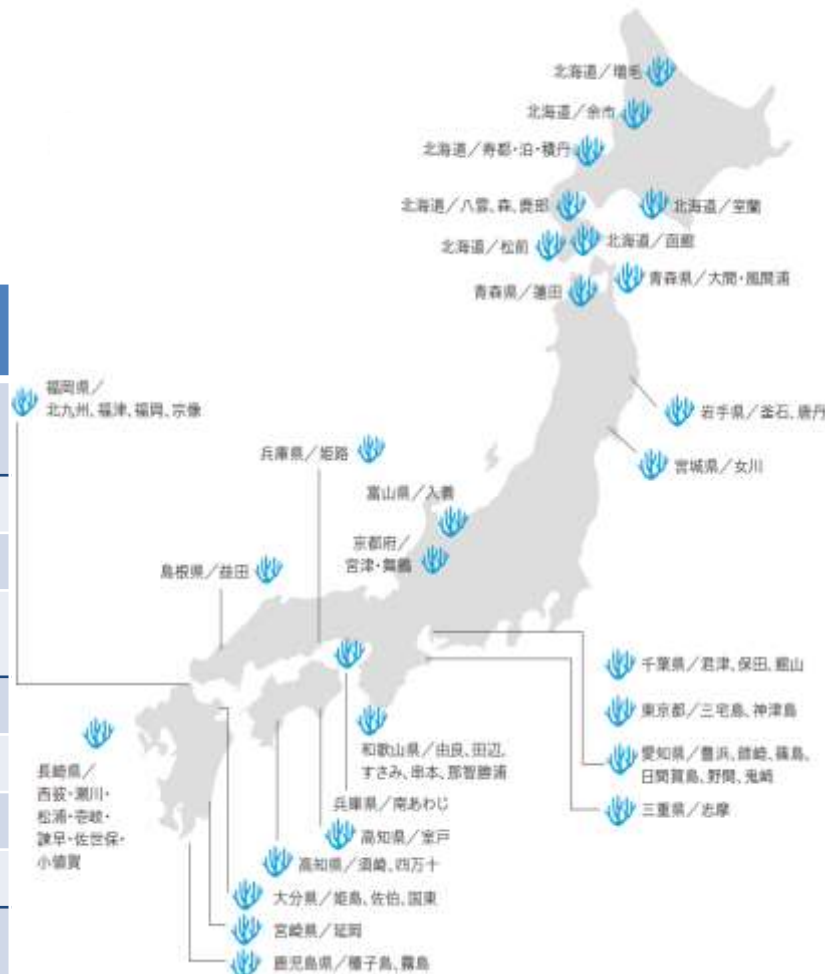 北海道／増毛
北海道／余市
北海道／寿都・泊・積丹
北海道／八雲、森、鹿部
北海道／室蘭
北海道／松前
北海道／函館
青森県／大間・風間浦
青森県／蓬田
福岡県／
北九州、福津、福岡、宗像
岩手県／釜石、唐丹
兵庫県／姫路
宮城県／女川
富山県／入善
京都府／
宮津・舞鶴
島根県／益田
千葉県／君津、保田、館山
東京都／三宅島、神津島
和歌山県／由良、田辺、
すさみ、串本、那智勝浦
愛知県／豊浜、師崎、篠島、
日間賀島、野間、鬼崎
長崎県／
西彼・瀬川・
松浦・壱岐・
諫早・佐世保・
小値賀
兵庫県／南あわじ
三重県／志摩
高知県／室戸
高知県／須崎、四万十
大分県／姫島、佐伯、国東
宮崎県／延岡
鹿児島県／種子島、霧島